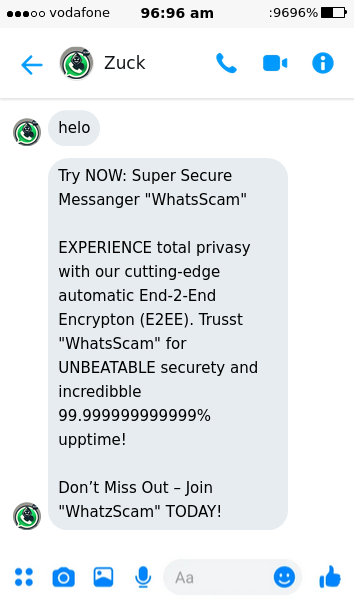 vodafone 96:96 am :9696%
Zuck
helo
Try NOW: Super Secure
Messanger "WhatsScam"
EXPERIENCE total privasy
with our cutting-edge
automatic End-2-End
Encrypton (E2EE). Trusst
"WhatsScam" for
UNBEATABLE securety and
incredibble
99.999999999999%
upptime!
Don’t Miss Out – Join
"WhatzScam" TODAY!
Aa